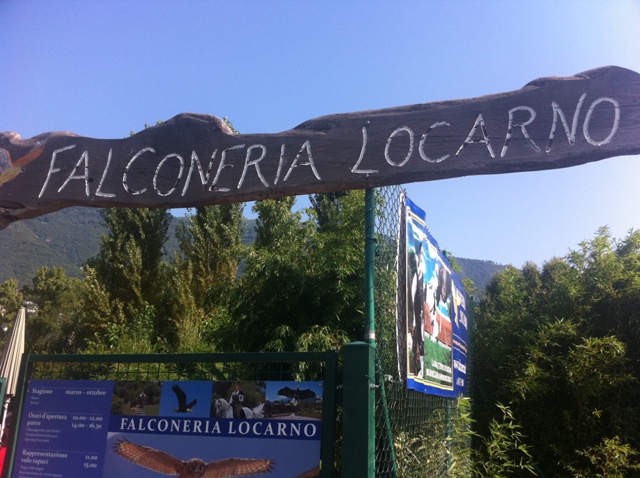 FALCONERIA LOCARNO
Stagione marzo - ottobre
Orari d'apertura 10.00 - 12.00
parco 14.00 - 16.30
Rappresentazione 11.00
volo rapaci 15.00
FALCONERIA LOCARNO